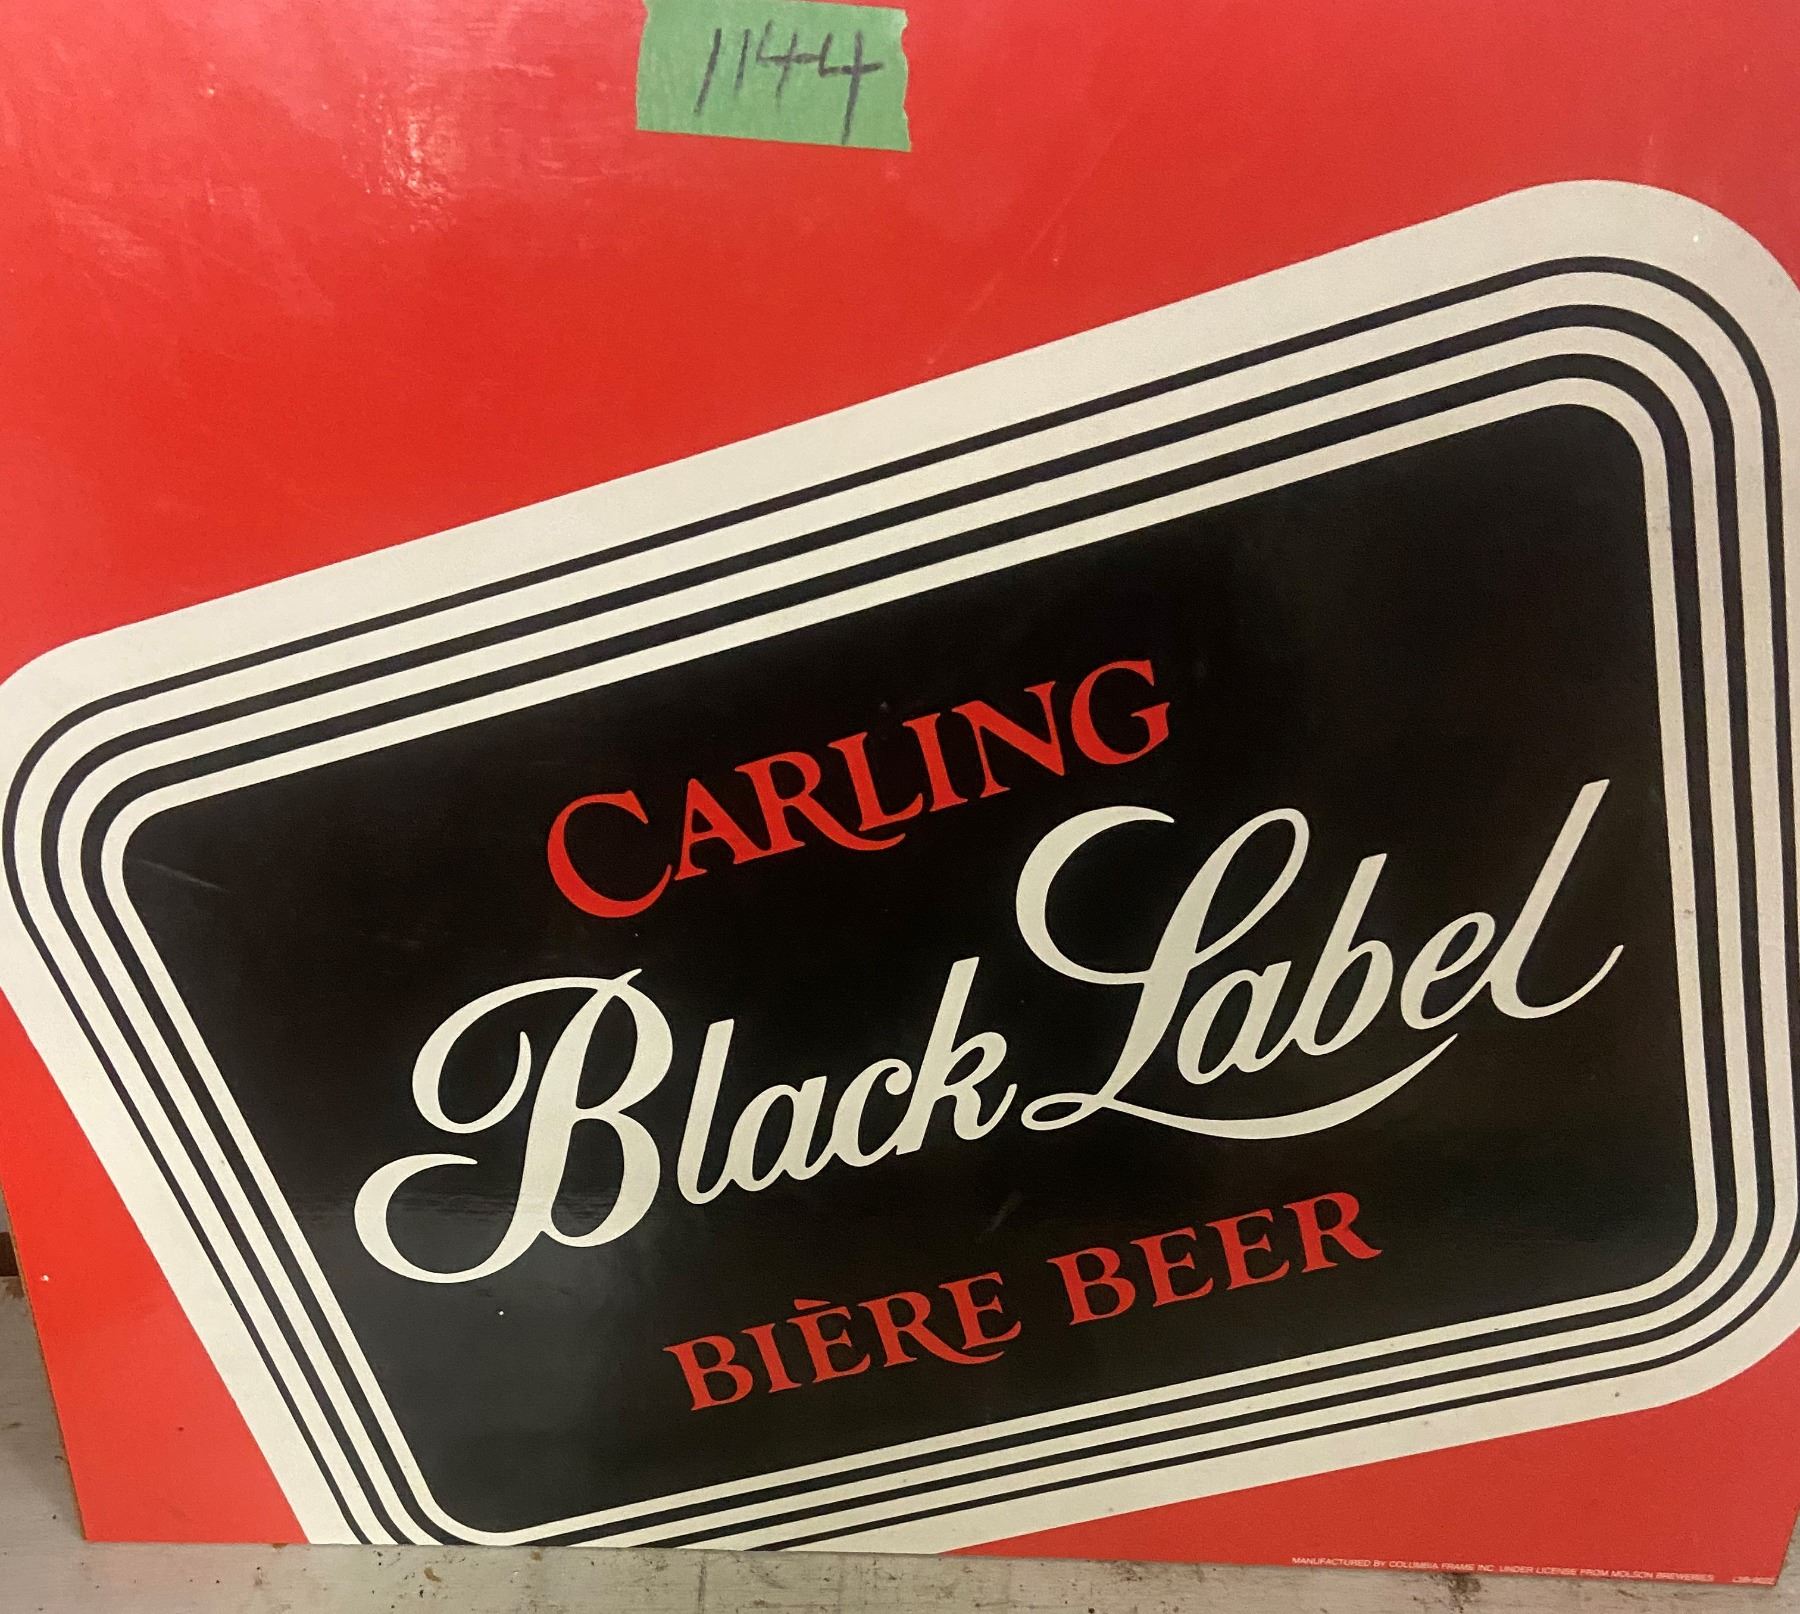 1144
CARLING
Black Label
BIÈRE BEER
MANUFACTURED BY COLUMBIA FRAME INC. UNDER LICENSE FROM MOLSON BREWERIES